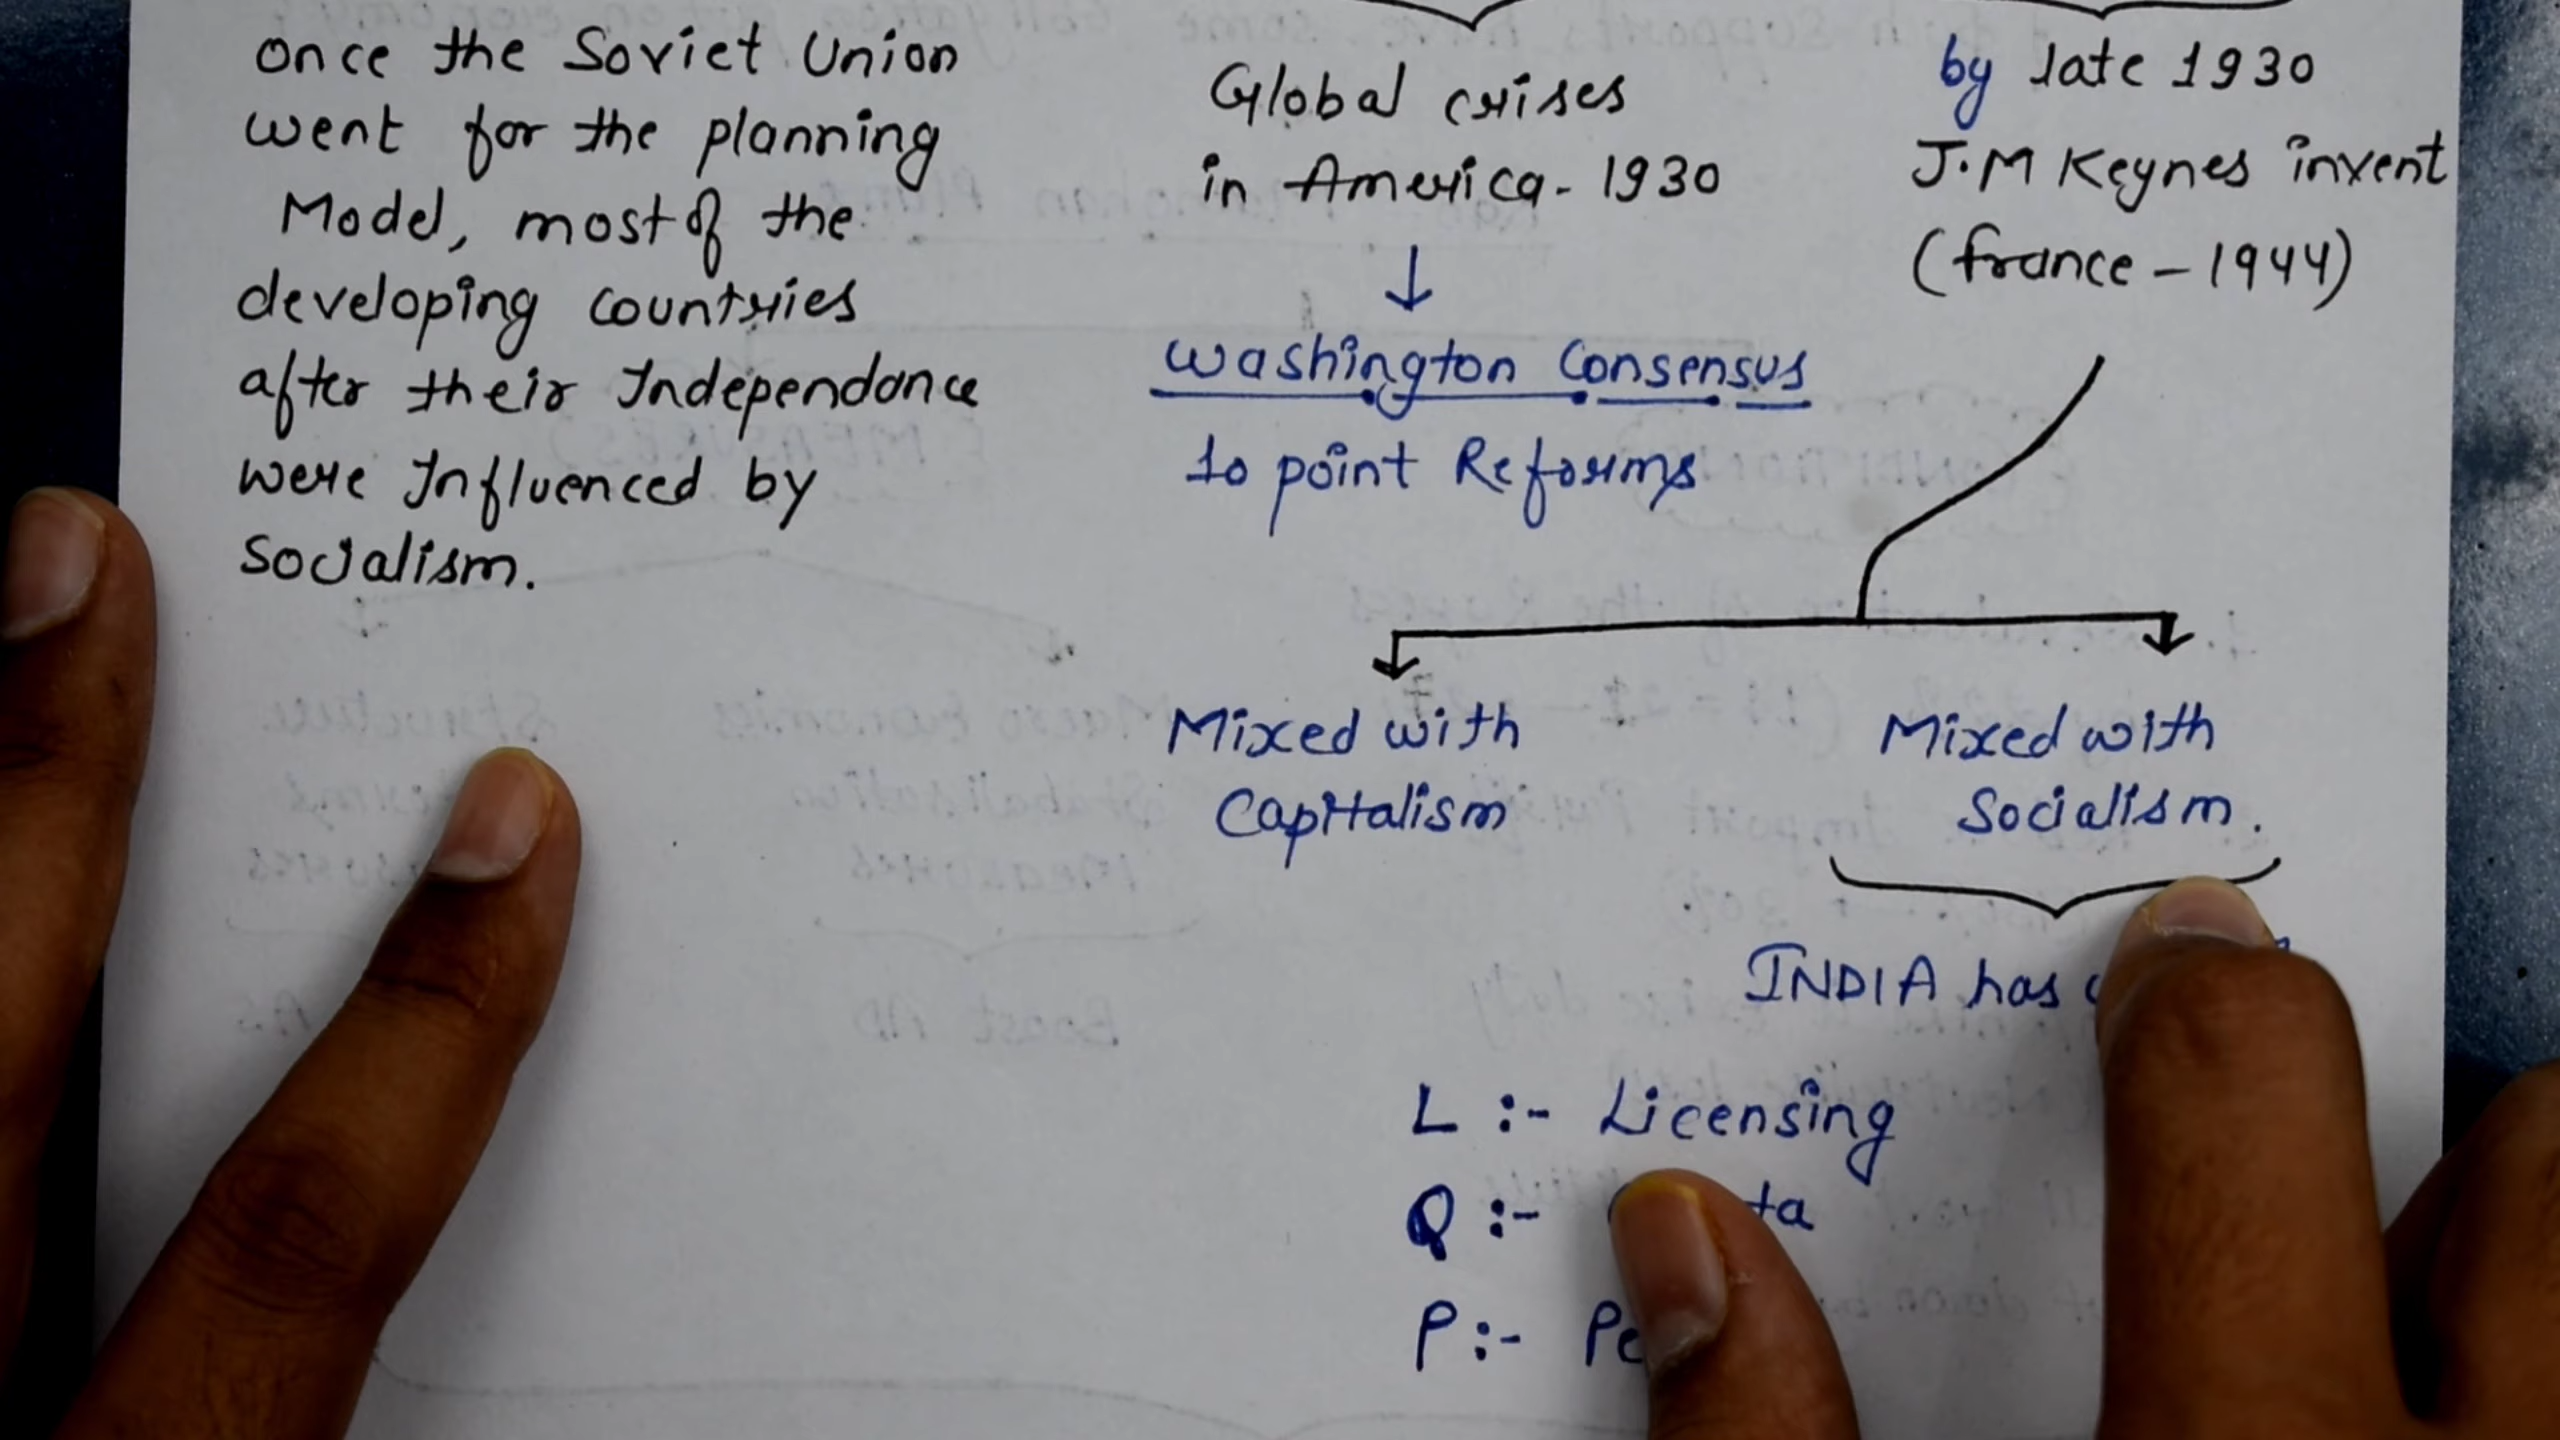 once the Soviet Union
went for the planning
Model, most of the
developing countries
after their Independance
were Influenced by
Socialism.
Global crises
in America - 1930
↓
Washington Consensus
10 point Reforms
by late 1930
J.M Keynes invent
(france - 1944)
Mixed with
Capitalism
Mixed with
Socialism.
INDIA has
L :- Licensing
Q :-
P :-